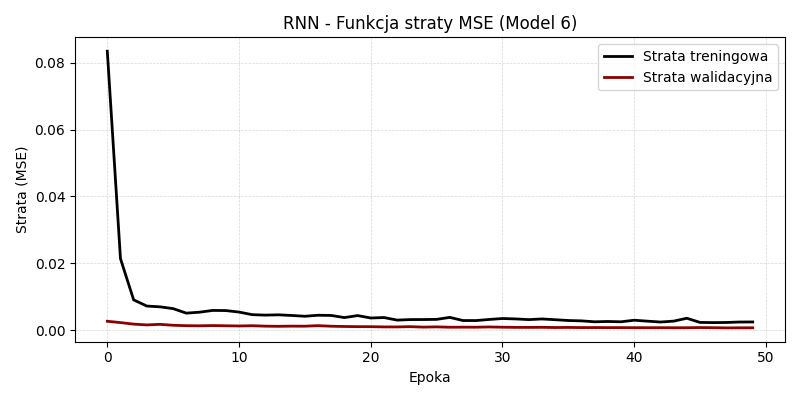 RNN - Funkcja straty MSE (Model 6)
Strata treningowa
Strata walidacyjna
Strata (MSE)
0.08
0.06
0.04
0.02
0.00
0 10 20 30 40 50
Epoka